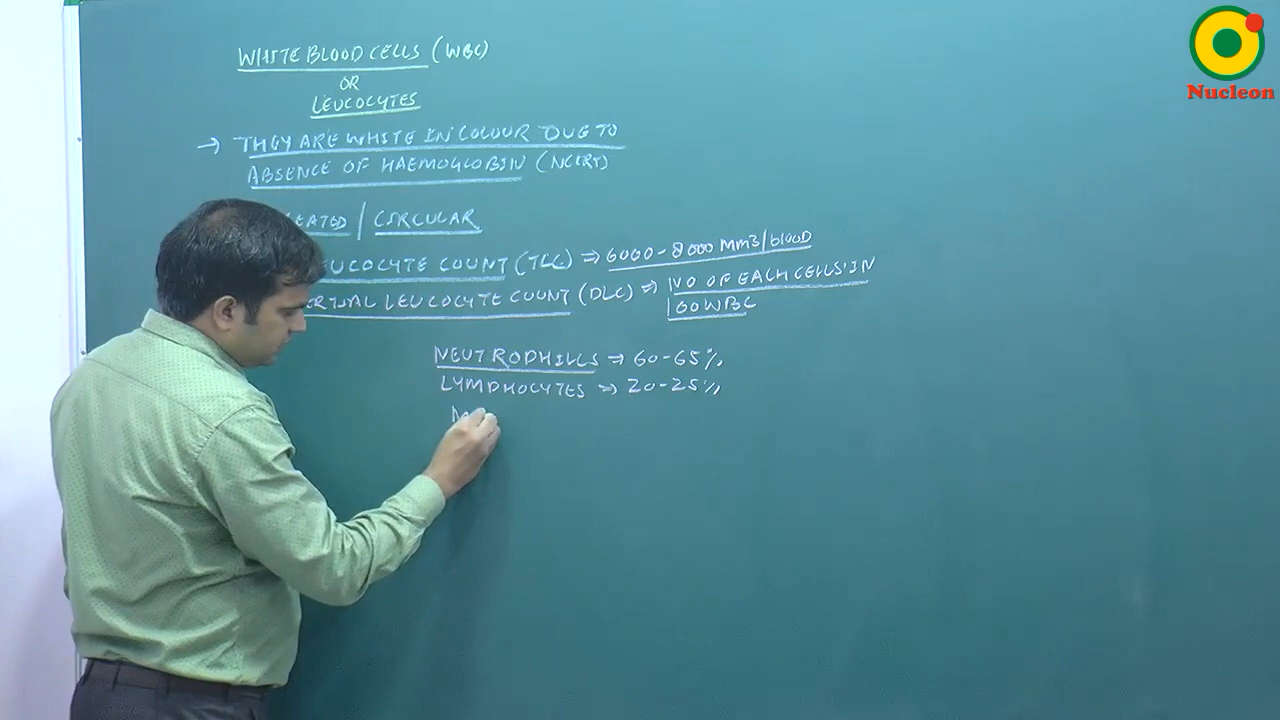 WHITE BLOOD CELLS (WBC)
OR
LEUCOCYTES
→ THEY ARE WHITE IN COLOUR DUE TO
ABSENCE OF HAEMOGLOBIN (NCERT)
/ CIRCULAR
LEUCOCYTE COUNT (TLC) ⇒ 6000-8000 mm3/blood
LEUCOCYTE COUNT (DLC) ⇒ NO OF EACH CELLS IN
100 WBC
NEUTROPHILLS ⇒ 60-65%
LYMPHOCYTES ⇒ 20-25%
Nucleon